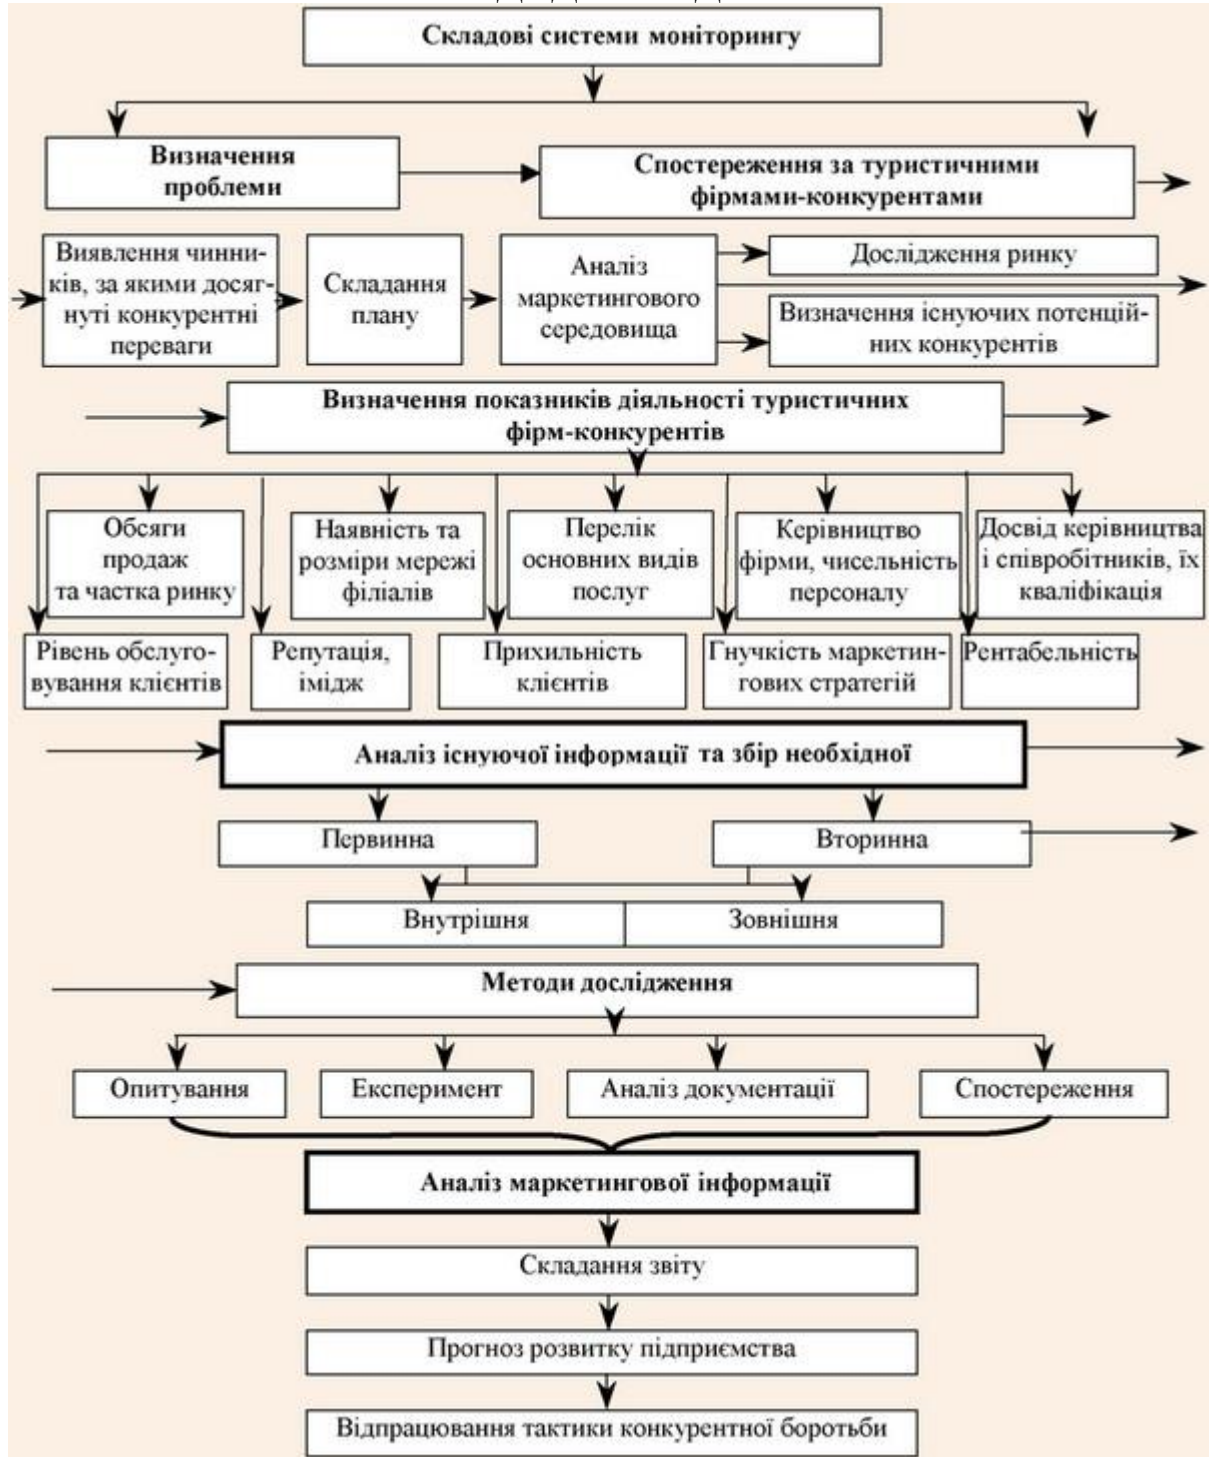 Складові системи моніторингу
Визначення
проблеми
Спостереження за туристичними
фірмами-конкурентами
Виявлення чинни-
ків, за якими досяг-
нуті конкурентні
переваги
Складання
плану
Аналіз
маркетингового
середовища
Дослідження ринку
Визначення існуючих потенцій-
них конкурентів
Визначення показників діяльності туристичних
фірм-конкурентів
Обсяги
продаж
та частка ринку
Наявність та
розміри мережі
філіалів
Перелік
основних видів
послуг
Керівництво
фірми, чисельність
персоналу
Досвід керівництва
і співробітників, їх
кваліфікація
Рівень обслуго-
вування клієнтів
Репутація,
імідж
Прихильність
клієнтів
Гнучкість маркетин-
гових стратегій
Рентабельність
Аналіз існуючої інформації та збір необхідної
Первинна
Вторинна
Внутрішня
Зовнішня
Методи дослідження
Опитування
Експеримент
Аналіз документації
Спостереження
Аналіз маркетингової інформації
Складання звіту
Прогноз розвитку підприємства
Відпрацювання тактики конкурентної боротьби